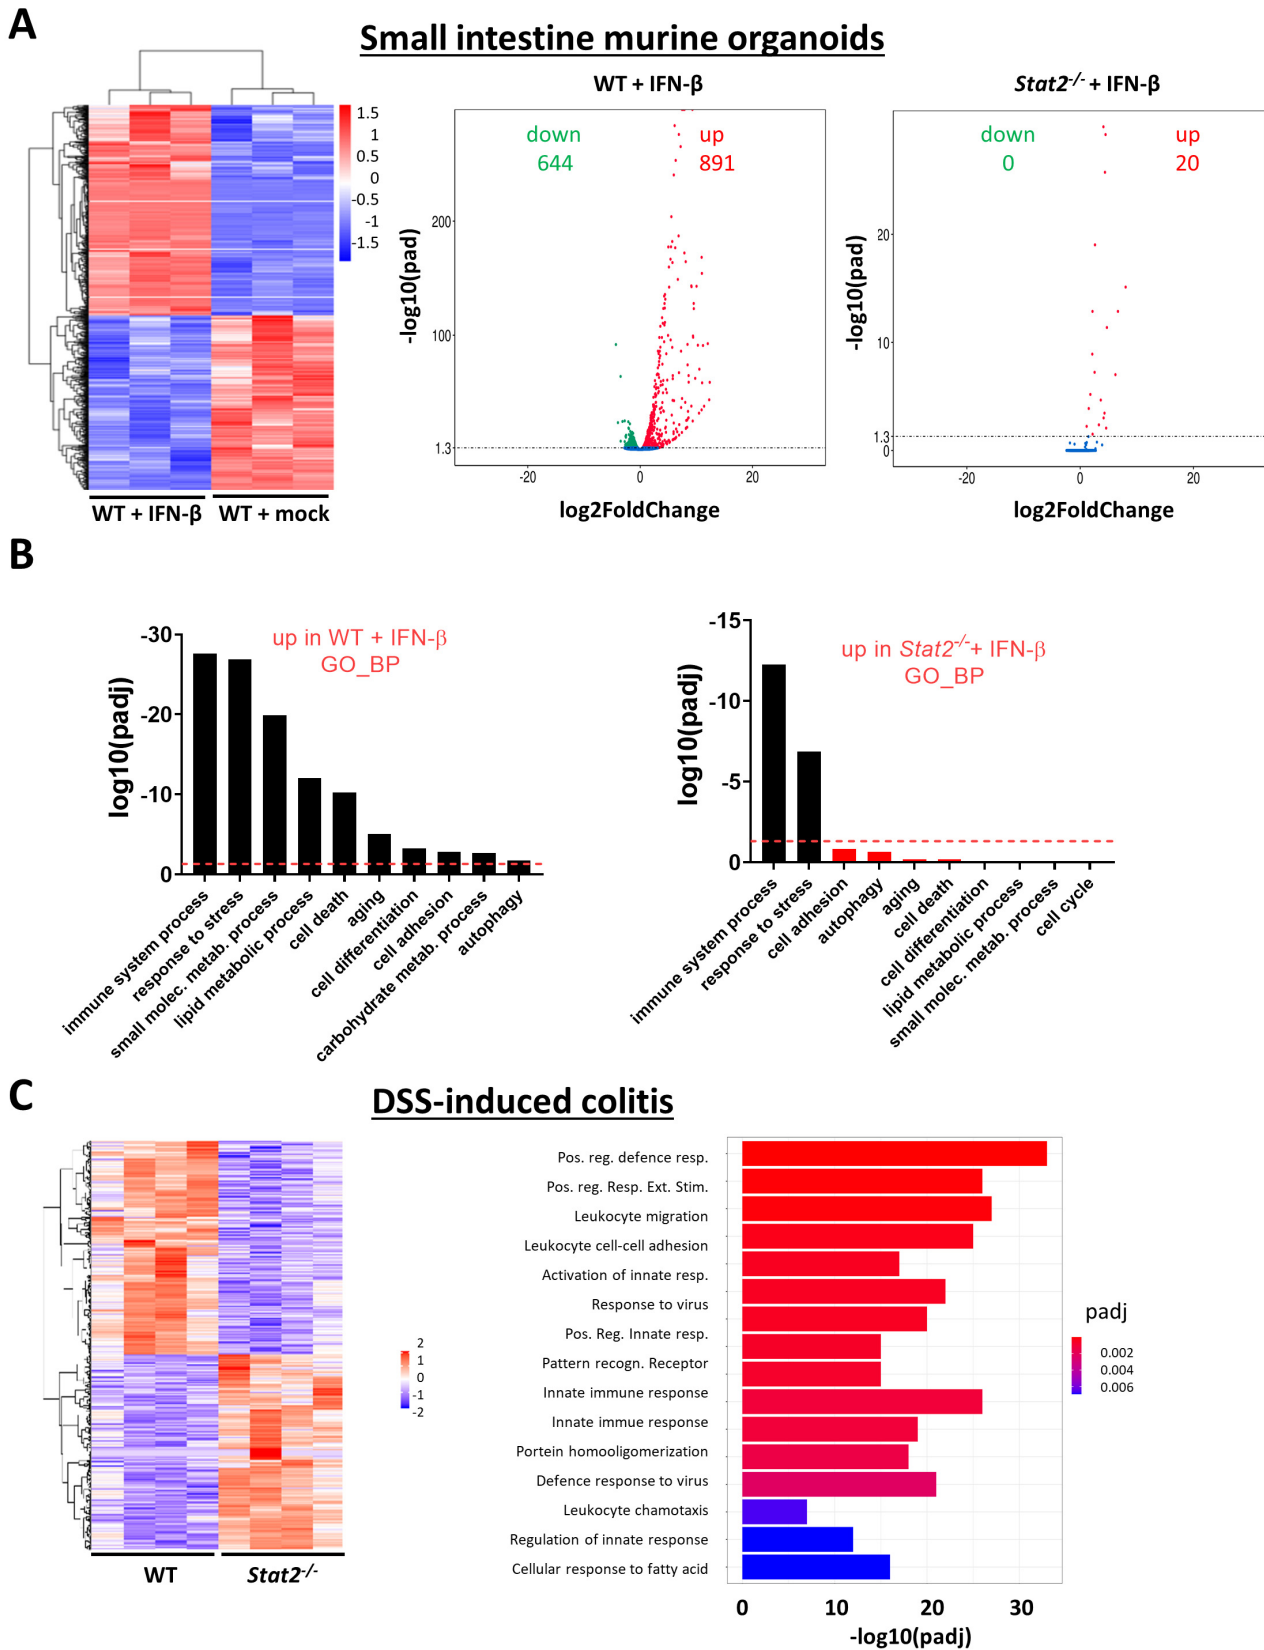 A
Small intestine murine organoids
1.5
1
0.5
0
-0.5
-1
-1.5
WT + IFN-β
WT + mock
WT + IFN-β
down
644
up
891
-log10(pad)
200
100
1.3
-20
0
20
log2FoldChange
Stat2-/- + IFN-β
down
0
up
20
-log10(pad)
20
10
1.3
0
-20
0
20
log2FoldChange
B
up in WT + IFN-β
GO_BP
log10(padj)
-30
-20
-10
0
immune system process
response to stress
small molec. metab. process
lipid metabolic process
cell death
aging
cell differentiation
cell adhesion
carbohydrate metab. process
autophagy
up in Stat2-/-+ IFN-β
GO_BP
log10(padj)
-15
-10
-5
0
immune system process
response to stress
cell adhesion
autophagy
aging
cell death
cell differentiation
lipid metabolic process
small molec. metab. process
cell cycle
C
DSS-induced colitis
2
1
0
-1
-2
WT
Stat2-/-
Pos. reg. defence resp.
Pos. reg. Resp. Ext. Stim.
Leukocyte migration
Leukocyte cell-cell adhesion
Activation of innate resp.
Response to virus
Pos. Reg. Innate resp.
Pattern recogn. Receptor
Innate immune response
Innate immue response
Portein homooligomerization
Defence response to virus
Leukocyte chamotaxis
Regulation of innate response
Cellular response to fatty acid
0
10
20
30
-log10(padj)
padj
0.002
0.004
0.006